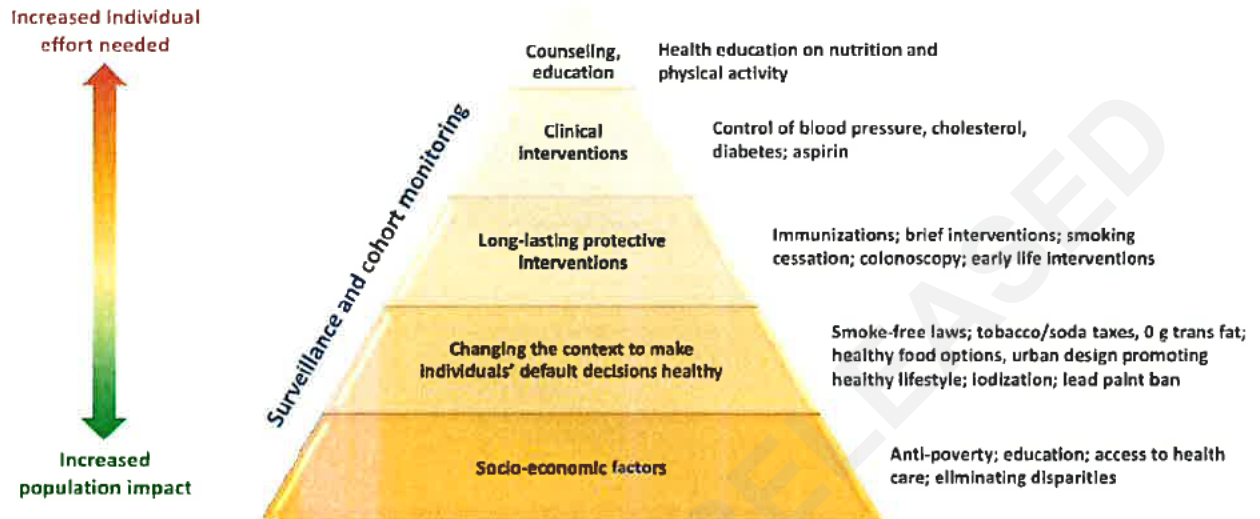 Increased individual
effort needed
Counseling,
education
Health education on nutrition and
physical activity
Surveillance and cohort monitoring
Clinical
interventions
Control of blood pressure, cholesterol,
diabetes; aspirin
Long-lasting protective
interventions
Immunizations; brief interventions; smoking
cessation; colonoscopy; early life interventions
Changing the context to make
individuals' default decisions healthy
Smoke-free laws; tobacco/soda taxes, 0 g trans fat;
healthy food options, urban design promoting
healthy lifestyle; iodization; lead paint ban
Increased
population impact
Socio-economic factors
Anti-poverty; education; access to health
care; eliminating disparities